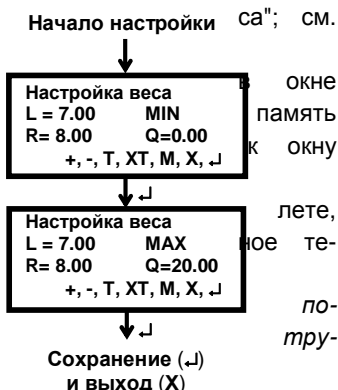 Начало настройки
Настройка веса
L = 7.00 MIN
R= 8.00 Q=0.00
+, -, T, XT, M, X, ↵
↵
Настройка веса
L = 7.00 MAX
R= 8.00 Q=20.00
+, -, T, XT, M, X, ↵
↵
Сохранение (↵)
и выход (X)
са"; см.
в окне
память
к окну
лете,
ное те-
по-
тру-